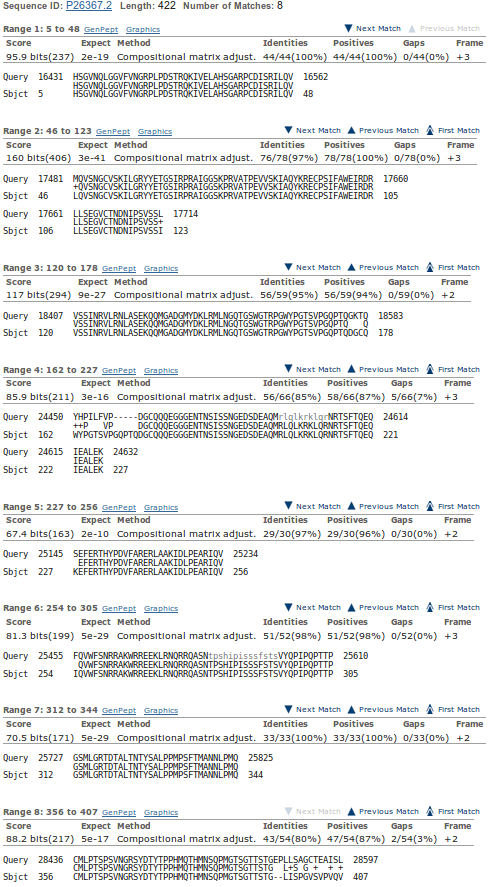 Sequence ID: P26367.2 Length: 422 Number of Matches: 8
Range 1: 5 to 48 GenPept Graphics Next Match Previous Match
Score Expect Method Identities Positives Gaps Frame
95.9 bits(237) 2e-19 Compositional matrix adjust. 44/44(100%) 44/44(100%) 0/44(0%) +3
Query 16431 HSGVNQLGGVFVNGRPLPDSTRQKIVELAHSGARPCDISRILQV 16562
HSGVNQLGGVFVNGRPLPDSTRQKIVELAHSGARPCDISRILQV
Sbjct 5 HSGVNQLGGVFVNGRPLPDSTRQKIVELAHSGARPCDISRILQV 48
Range 2: 46 to 123 GenPept Graphics Next Match Previous Match First Match
Score Expect Method Identities Positives Gaps Frame
160 bits(406) 3e-41 Compositional matrix adjust. 76/78(97%) 78/78(100%) 0/78(0%) +3
Query 17481 MQVSNGCVSKILGRYYETGSIRPRAIGGSKPRVATPEVVSKIAQYKRECPSIFAWEIRDR 17660
+QVSNGCVSKILGRYYETGSIRPRAIGGSKPRVATPEVVSKIAQYKRECPSIFAWEIRDR
Sbjct 46 LQVSNGCVSKILGRYYETGSIRPRAIGGSKPRVATPEVVSKIAQYKRECPSIFAWEIRDR 105
Query 17661 LLSEGVCTNDNIPSVSSL 17714
LLSEGVCTNDNIPSVSS+
Sbjct 106 LLSEGVCTNDNIPSVSSI 123
Range 3: 120 to 178 GenPept Graphics Next Match Previous Match First Match
Score Expect Method Identities Positives Gaps Frame
117 bits(294) 9e-27 Compositional matrix adjust. 56/59(95%) 56/59(94%) 0/59(0%) +2
Query 18407 VSSINRVLRNLASEKQQMGADGMYDKLRMLNGQTGSWGTRPGWYPGTSVPGQPTQGKTQ 18583
VSSINRVLRNLASEKQQMGADGMYDKLRMLNGQTGSWGTRPGWYPGTSVPGQPTQ Q
Sbjct 120 VSSINRVLRNLASEKQQMGADGMYDKLRMLNGQTGSWGTRPGWYPGTSVPGQPTQDGCQ 178
Range 4: 162 to 227 GenPept Graphics Next Match Previous Match First Match
Score Expect Method Identities Positives Gaps Frame
85.9 bits(211) 3e-16 Compositional matrix adjust. 56/66(85%) 58/66(87%) 5/66(7%) +3
Query 24450 YHPILFVP-----DGCQQQEGGGENTNSISSNGEDSDEAQMrlqlkrklqrNRTSFTQEQ 24614
++P VP DGCQQQEGGGENTNSISSNGEDSDEAQMRLQLKRKLQRNRTSFTQEQ
Sbjct 162 WYPGTSVPGQPTQDGCQQQEGGGENTNSISSNGEDSDEAQMRLQLKRKLQRNRTSFTQEQ 221
Query 24615 IEALEK 24632
IEALEK
Sbjct 222 IEALEK 227
Range 5: 227 to 256 GenPept Graphics Next Match Previous Match First Match
Score Expect Method Identities Positives Gaps Frame
67.4 bits(163) 2e-10 Compositional matrix adjust. 29/30(97%) 29/30(96%) 0/30(0%) +2
Query 25145 SEFERTHYPDVFARERLAAKIDLPEARIQV 25234
EFERTHYPDVFARERLAAKIDLPEARIQV
Sbjct 227 KEFERTHYPDVFARERLAAKIDLPEARIQV 256
Range 6: 254 to 305 GenPept Graphics Next Match Previous Match First Match
Score Expect Method Identities Positives Gaps Frame
81.3 bits(199) 5e-29 Compositional matrix adjust. 51/52(98%) 51/52(98%) 0/52(0%) +3
Query 25455 FQVWFSNRRAKWRREEKLRNQRRQASNtpshipisssfstsVYQPIPQPTTP 25610
QVWFSNRRAKWRREEKLRNQRRQASNTPSHIPISSSFSTSVYQPIPQPTTP
Sbjct 254 IQVWFSNRRAKWRREEKLRNQRRQASNTPSHIPISSSFSTSVYQPIPQPTTP 305
Range 7: 312 to 344 GenPept Graphics Next Match Previous Match First Match
Score Expect Method Identities Positives Gaps Frame
70.5 bits(171) 5e-29 Compositional matrix adjust. 33/33(100%) 33/33(100%) 0/33(0%) +2
Query 25727 GSMLGRTDTALTNTYSALPPMPSFTMANNLPMQ 25825
GSMLGRTDTALTNTYSALPPMPSFTMANNLPMQ
Sbjct 312 GSMLGRTDTALTNTYSALPPMPSFTMANNLPMQ 344
Range 8: 356 to 407 GenPept Graphics Next Match Previous Match First Match
Score Expect Method Identities Positives Gaps Frame
88.2 bits(217) 5e-17 Compositional matrix adjust. 43/54(80%) 47/54(87%) 2/54(3%) +2
Query 28436 CMLPTSPSVNGRSYDTYTPPHMQTHMNSQPMGTSGTTSTGEPLLSAGCTEAISL 28597
CMLPTSPSVNGRSYDTYTPPHMQTHMNSQPMGTSGTTSTG L+S G + + +
Sbjct 356 CMLPTSPSVNGRSYDTYTPPHMQTHMNSQPMGTSGTTSTG--LISPGVSVPVQV 407